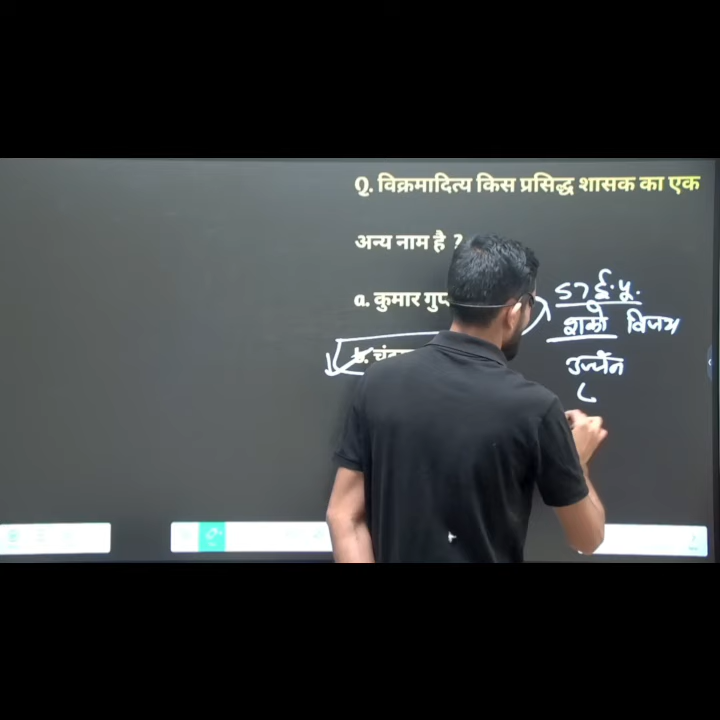 Q. विक्रमादित्य किस प्रसिद्ध शासक का एक
अन्य नाम है ?
a. कुमार गुप्
57 ई.पू.
b. चंद्र
शको विजय
उज्जैन